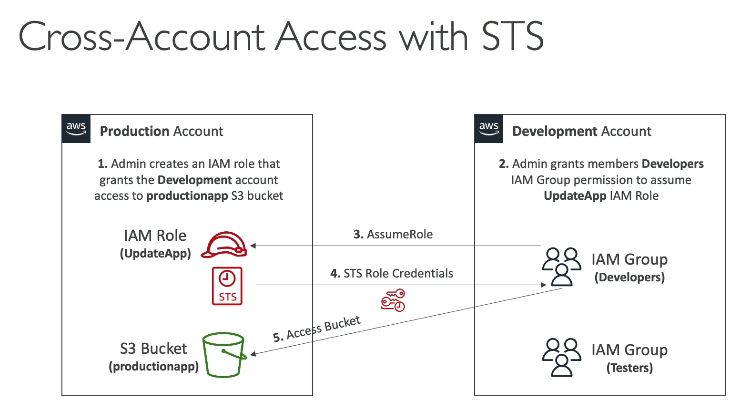 Cross-Account Access with STS
aws
Production Account
1. Admin creates an IAM role that
grants the Development account
access to productionapp S3 bucket
IAM Role
(UpdateApp)
STS
S3 Bucket
(productionapp)
3. AssumeRole
4. STS Role Credentials
5. Access Bucket
aws
Development Account
2. Admin grants members Developers
IAM Group permission to assume
UpdateApp IAM Role
IAM Group
(Developers)
IAM Group
(Testers)